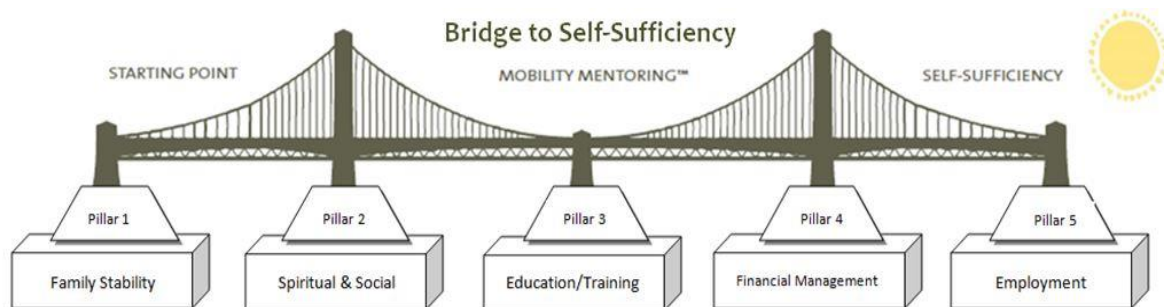 Bridge to Self-Sufficiency
STARTING POINT
MOBILITY MENTORING™
SELF-SUFFICIENCY
Pillar 1
Pillar 2
Pillar 3
Pillar 4
Pillar 5
Family Stability
Spiritual & Social
Education/Training
Financial Management
Employment